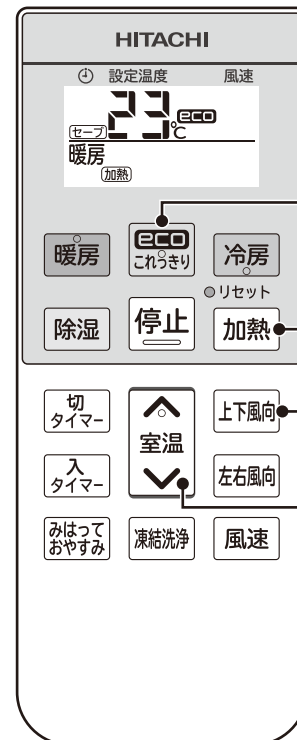 HITACHI
設定温度 風速
セーブ 23℃ eco
暖房
加熱
暖房 eco これっきり 冷房
リセット
除湿 停止 加熱
切タイマー 室温 上下風向
入タイマー 左右風向
みはっておやすみ 凍結洗浄 風速